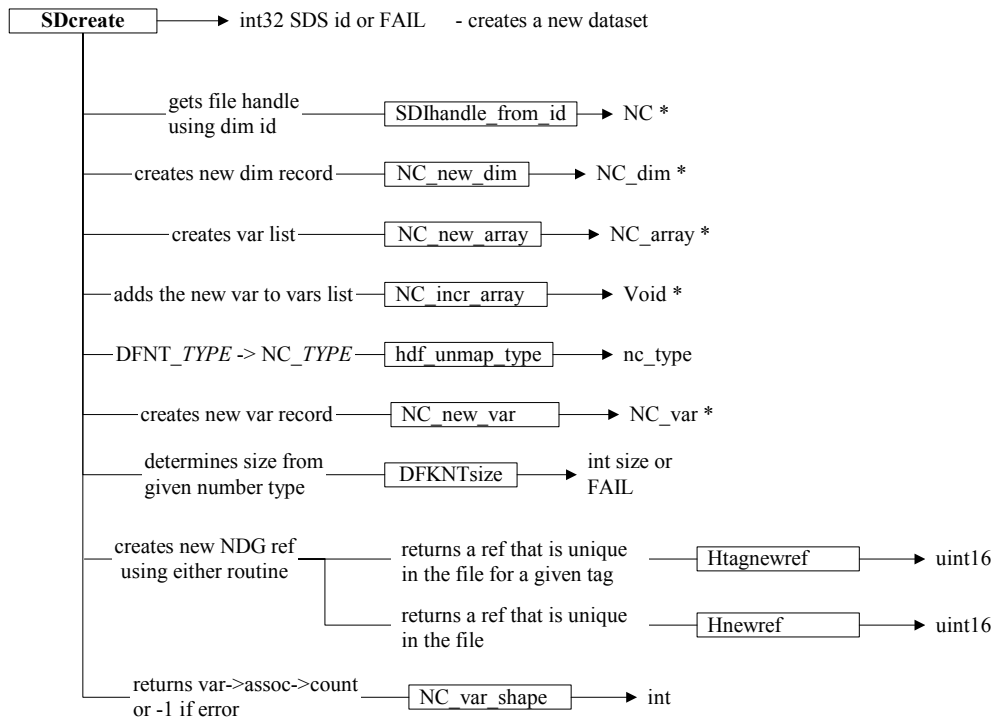 SDcreate int32 SDS id or FAIL - creates a new dataset
gets file handle
using dim id
SDIhandle_from_id NC *
creates new dim record NC_new_dim NC_dim *
creates var list NC_new_array NC_array *
adds the new var to vars list NC_incr_array Void *
DFNT_TYPE -> NC_TYPE hdf_unmap_type nc_type
creates new var record NC_new_var NC_var *
determines size from
given number type
DFKNTsize
int size or
FAIL
creates new NDG ref
using either routine
returns a ref that is unique
in the file for a given tag
Htagnewref uint16
returns a ref that is unique
in the file
Hnewref uint16
returns var->assoc->count
or -1 if error
NC_var_shape int